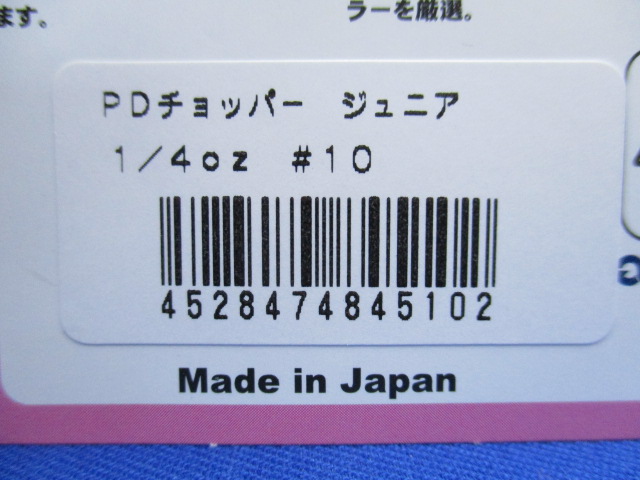 ます。
ラーを厳選。
PDチョッパー ジュニア
1/4oz #10
4528474845102
Made in Japan